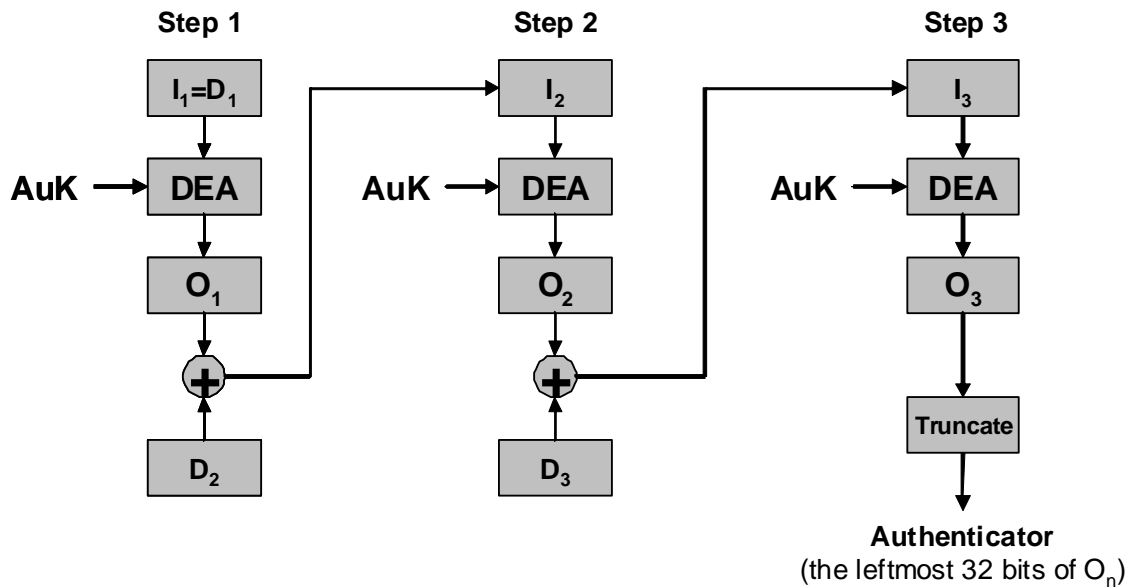 Step 1
Step 2
Step 3
I₁=D₁
I₂
I₃
AuK
DEA
AuK
DEA
AuK
DEA
O₁
O₂
O₃
+
+
Truncate
D₂
D₃
Authenticator
(the leftmost 32 bits of Oₙ)